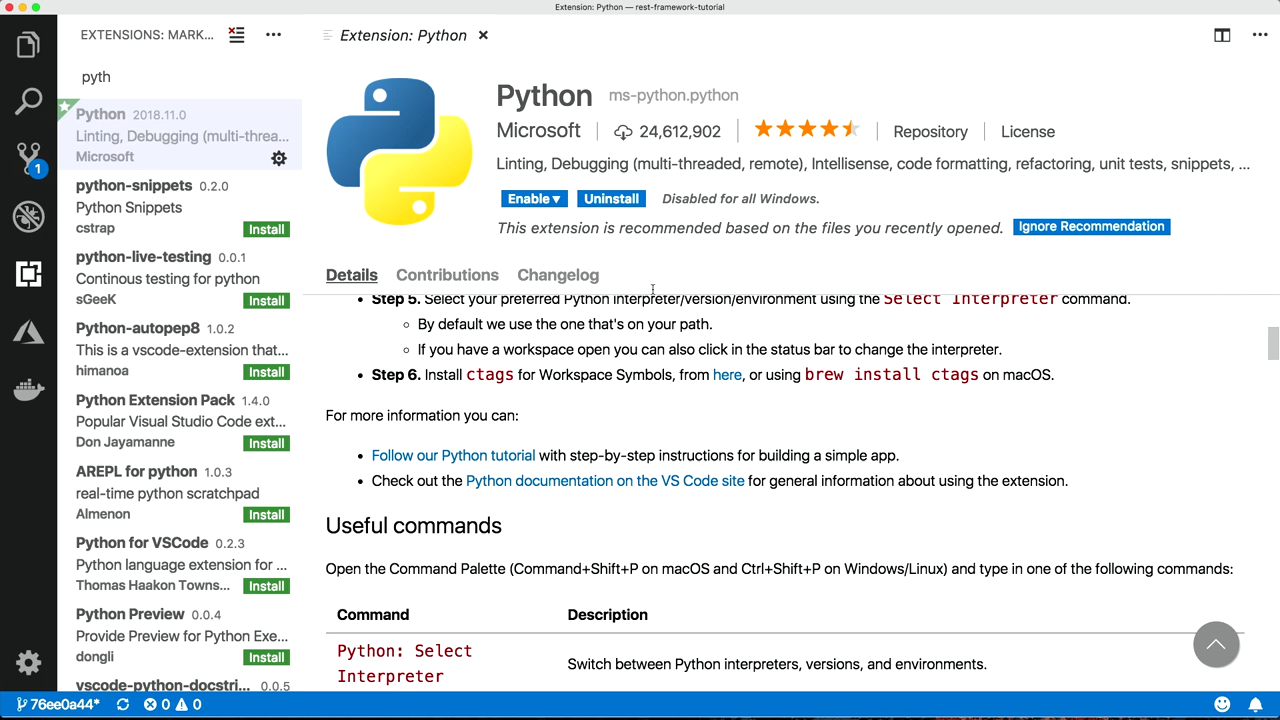 Extension: Python — rest-framework-tutorial
EXTENSIONS: MARK...
Extension: Python
pyth
Python 2018.11.0
Linting, Debugging (multi-threa...
Microsoft
python-snippets 0.2.0
Python Snippets
cstrap
Install
python-live-testing 0.0.1
Continous testing for python
sGeeK
Install
Python-autopep8 1.0.2
This is a vscode-extension that...
himanoa
Install
Python Extension Pack 1.4.0
Popular Visual Studio Code ext...
Don Jayamanne
Install
AREPL for python 1.0.3
real-time python scratchpad
Almenon
Install
Python for VSCode 0.2.3
Python language extension for ...
Thomas Haakon Towns...
Install
Python Preview 0.0.4
Provide Preview for Python Exe...
dongli
Install
vscode-python-docstri... 0.0.5
1
Python ms-python.python
Microsoft 24,612,902 Repository License
Linting, Debugging (multi-threaded, remote), Intellisense, code formatting, refactoring, unit tests, snippets, ...
Enable Uninstall Disabled for all Windows.
This extension is recommended based on the files you recently opened. Ignore Recommendation
Details Contributions Changelog
Step 5. Select your preferred Python interpreter/version/environment using the Select Interpreter command.
By default we use the one that's on your path.
If you have a workspace open you can also click in the status bar to change the interpreter.
Step 6. Install ctags for Workspace Symbols, from here, or using brew install ctags on macOS.
For more information you can:
Follow our Python tutorial with step-by-step instructions for building a simple app.
Check out the Python documentation on the VS Code site for general information about using the extension.
Useful commands
Open the Command Palette (Command+Shift+P on macOS and Ctrl+Shift+P on Windows/Linux) and type in one of the following commands:
Command Description
Python: Select
Interpreter
Switch between Python interpreters, versions, and environments.
76ee0a44* 0 0